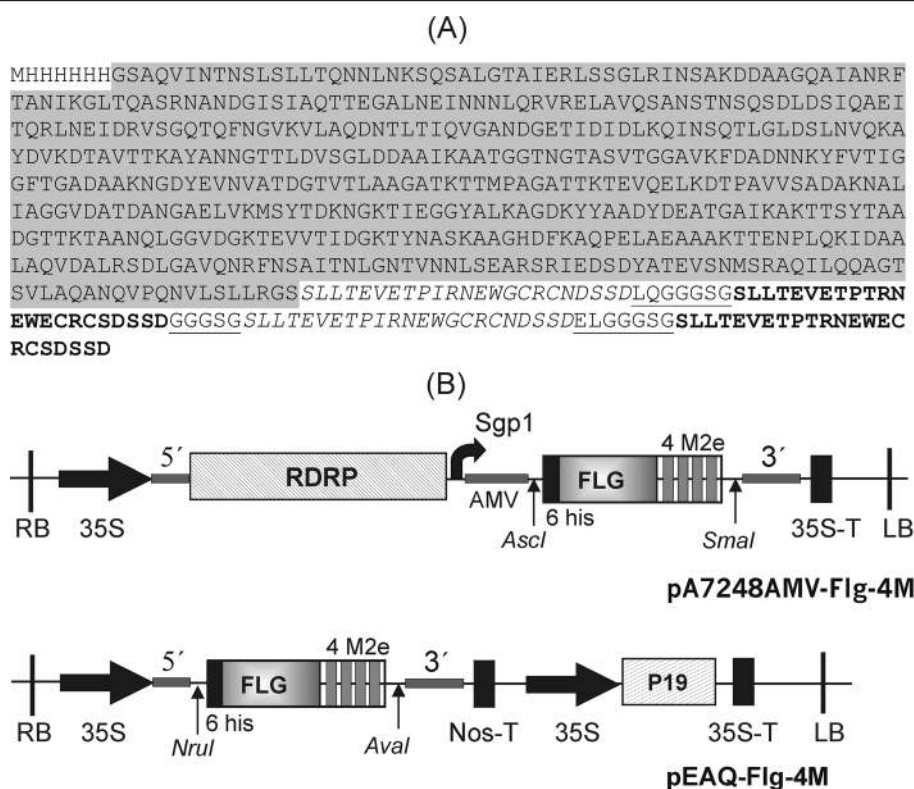 (A)
MHHHHHHGSAQVINTNSLSLLTQNNLNKSQSALGTAIERLSSGLRINSAKDDAAGQAIANRF
TANIKGLTQASRNANDGISIAQTTEGALNEINNNLQRVRELAVQSANSTNSQSDLDSIQAEI
TQRLNEIDRVSGQTQFNGVKVLAQDNTLTIQVGANDGETIDIDLKQINSQTLGLDSLNVQKA
YDVKDTAVTTKAYANNGTTLDVSGLDDAAIKAATGGTNGTASVTGGAVKFDADNNKYFVTIG
GFTGADAAKNGDYEVNVATDGTVTLAAGATKTTMPAGATTKTEVQELKDTPAVVSADAKNAL
IAGGVDATDANGAELVKMSYTDKNGKTIEGGYALKAGDKYYAADYDEATGAIKAKTTSYTAA
DGTTKTAANQLGGVDGKTEVVTIDGKTYNASKAAGHDFKAQPELAEAAAKTTENPLQKIDAA
LAQVDALRSDLGAVQNRFNSAITNLGNTVNNLSEARSRIEDSDYATEVSNMSRAQILQQAGT
SVLAQANQVPQNVLSLLRGSSLLTEVETPIRNEWGCRCNDSSDLQGGGSGSLLTEVETPTRN
EWECRCSDSSDGGGSGSLLTEVETPIRNEWGCRCNDSSDELGGGSGSLLTEVETPTRNEWEC
RCSDSSD
(B)
Sgp1
5´ RDRP 4 M2e 3´
FLG
RB 35S AMV 6 his 35S-T LB
AscI SmaI
pA7248AMV-Flg-4M
5´ 4 M2e 3´
FLG P19
RB 35S 6 his Nos-T 35S 35S-T LB
NruI AvaI
pEAQ-Flg-4M